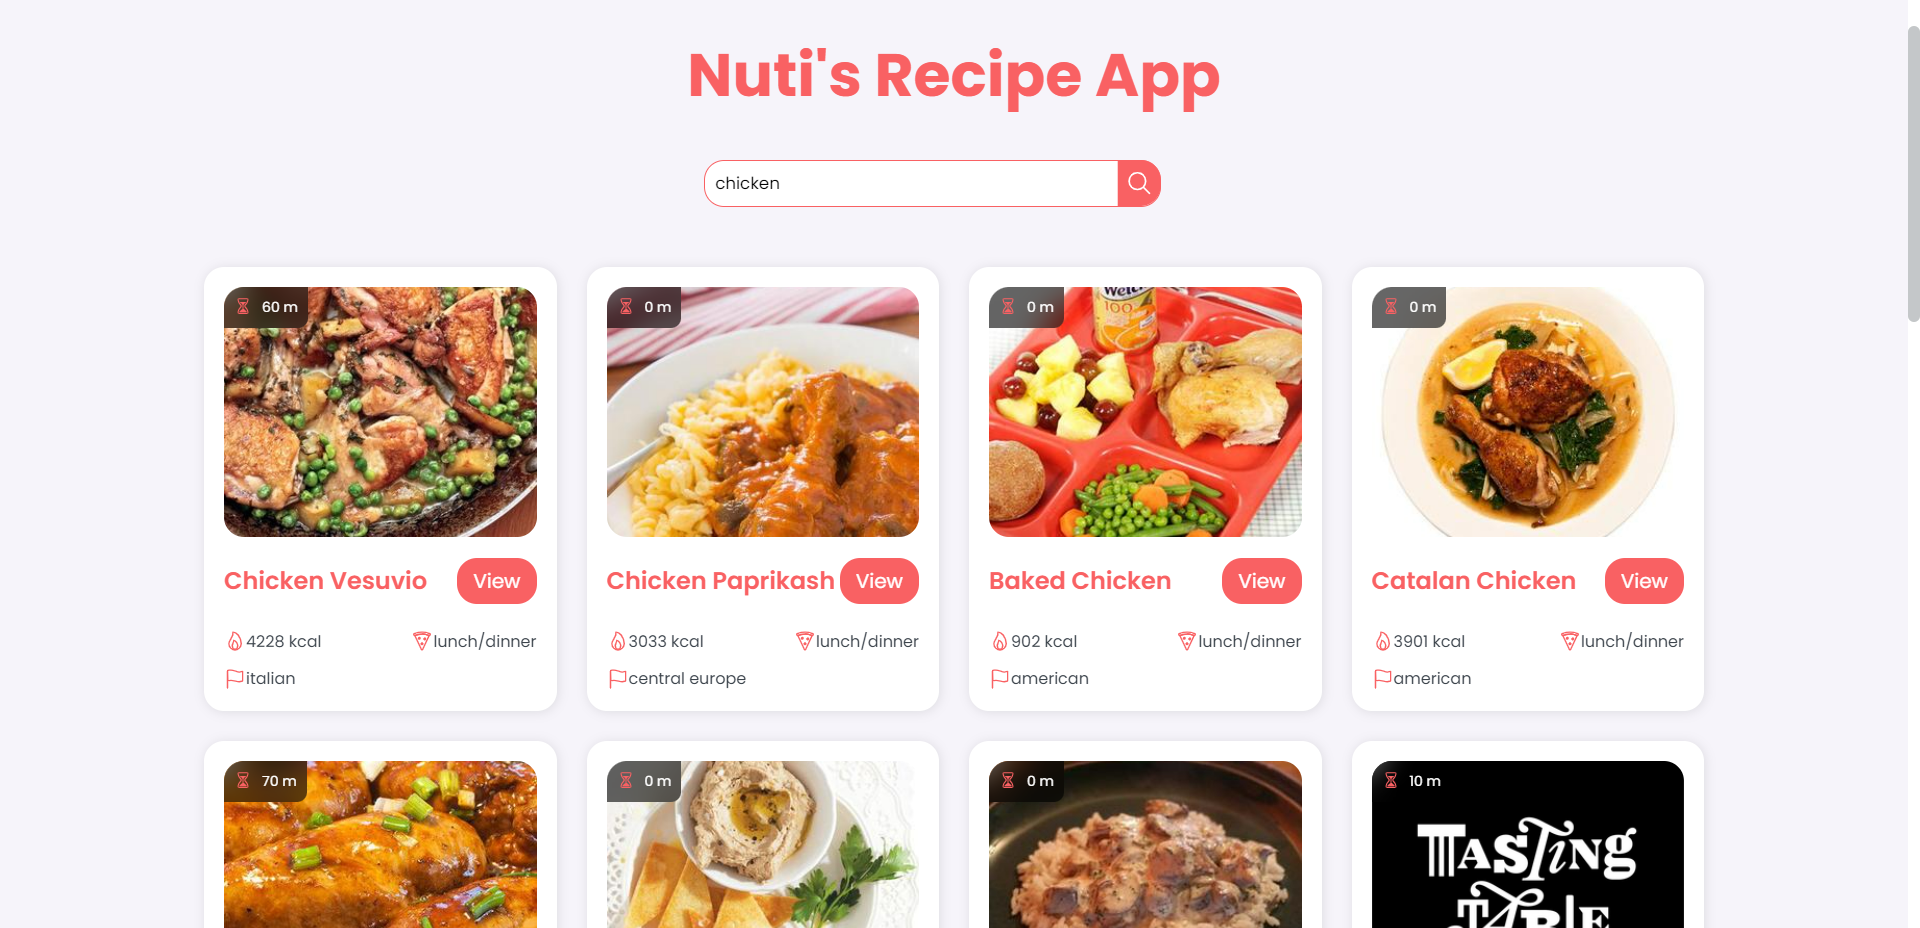 Nuti's Recipe App
chicken
60 m
0 m
Welch
100
0 m
0 m
Chicken Vesuvio
View
Chicken Paprikash
View
Baked Chicken
View
Catalan Chicken
View
4228 kcal
lunch/dinner
3033 kcal
lunch/dinner
902 kcal
lunch/dinner
3901 kcal
lunch/dinner
italian
central europe
american
american
70 m
0 m
0 m
10 m
TASTiNg
TABlE